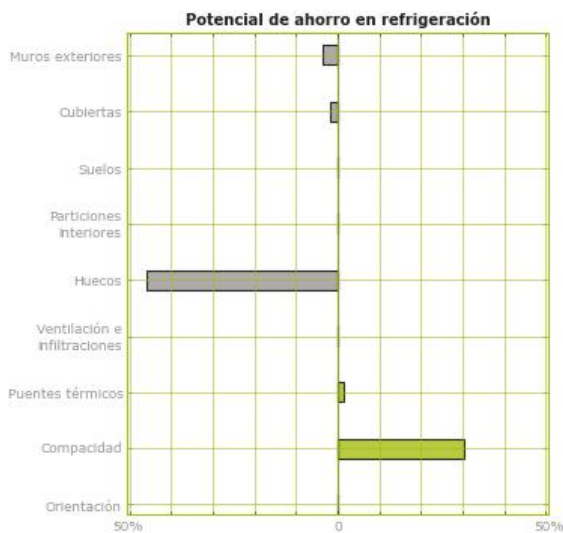 Potencial de ahorro en refrigeración
Muros exteriores
Cubiertas
Suelos
Particiones
interiores
Huecos
Ventilación e
infiltraciones
Puentes térmicos
Compacidad
Orientación
50%
0
50%